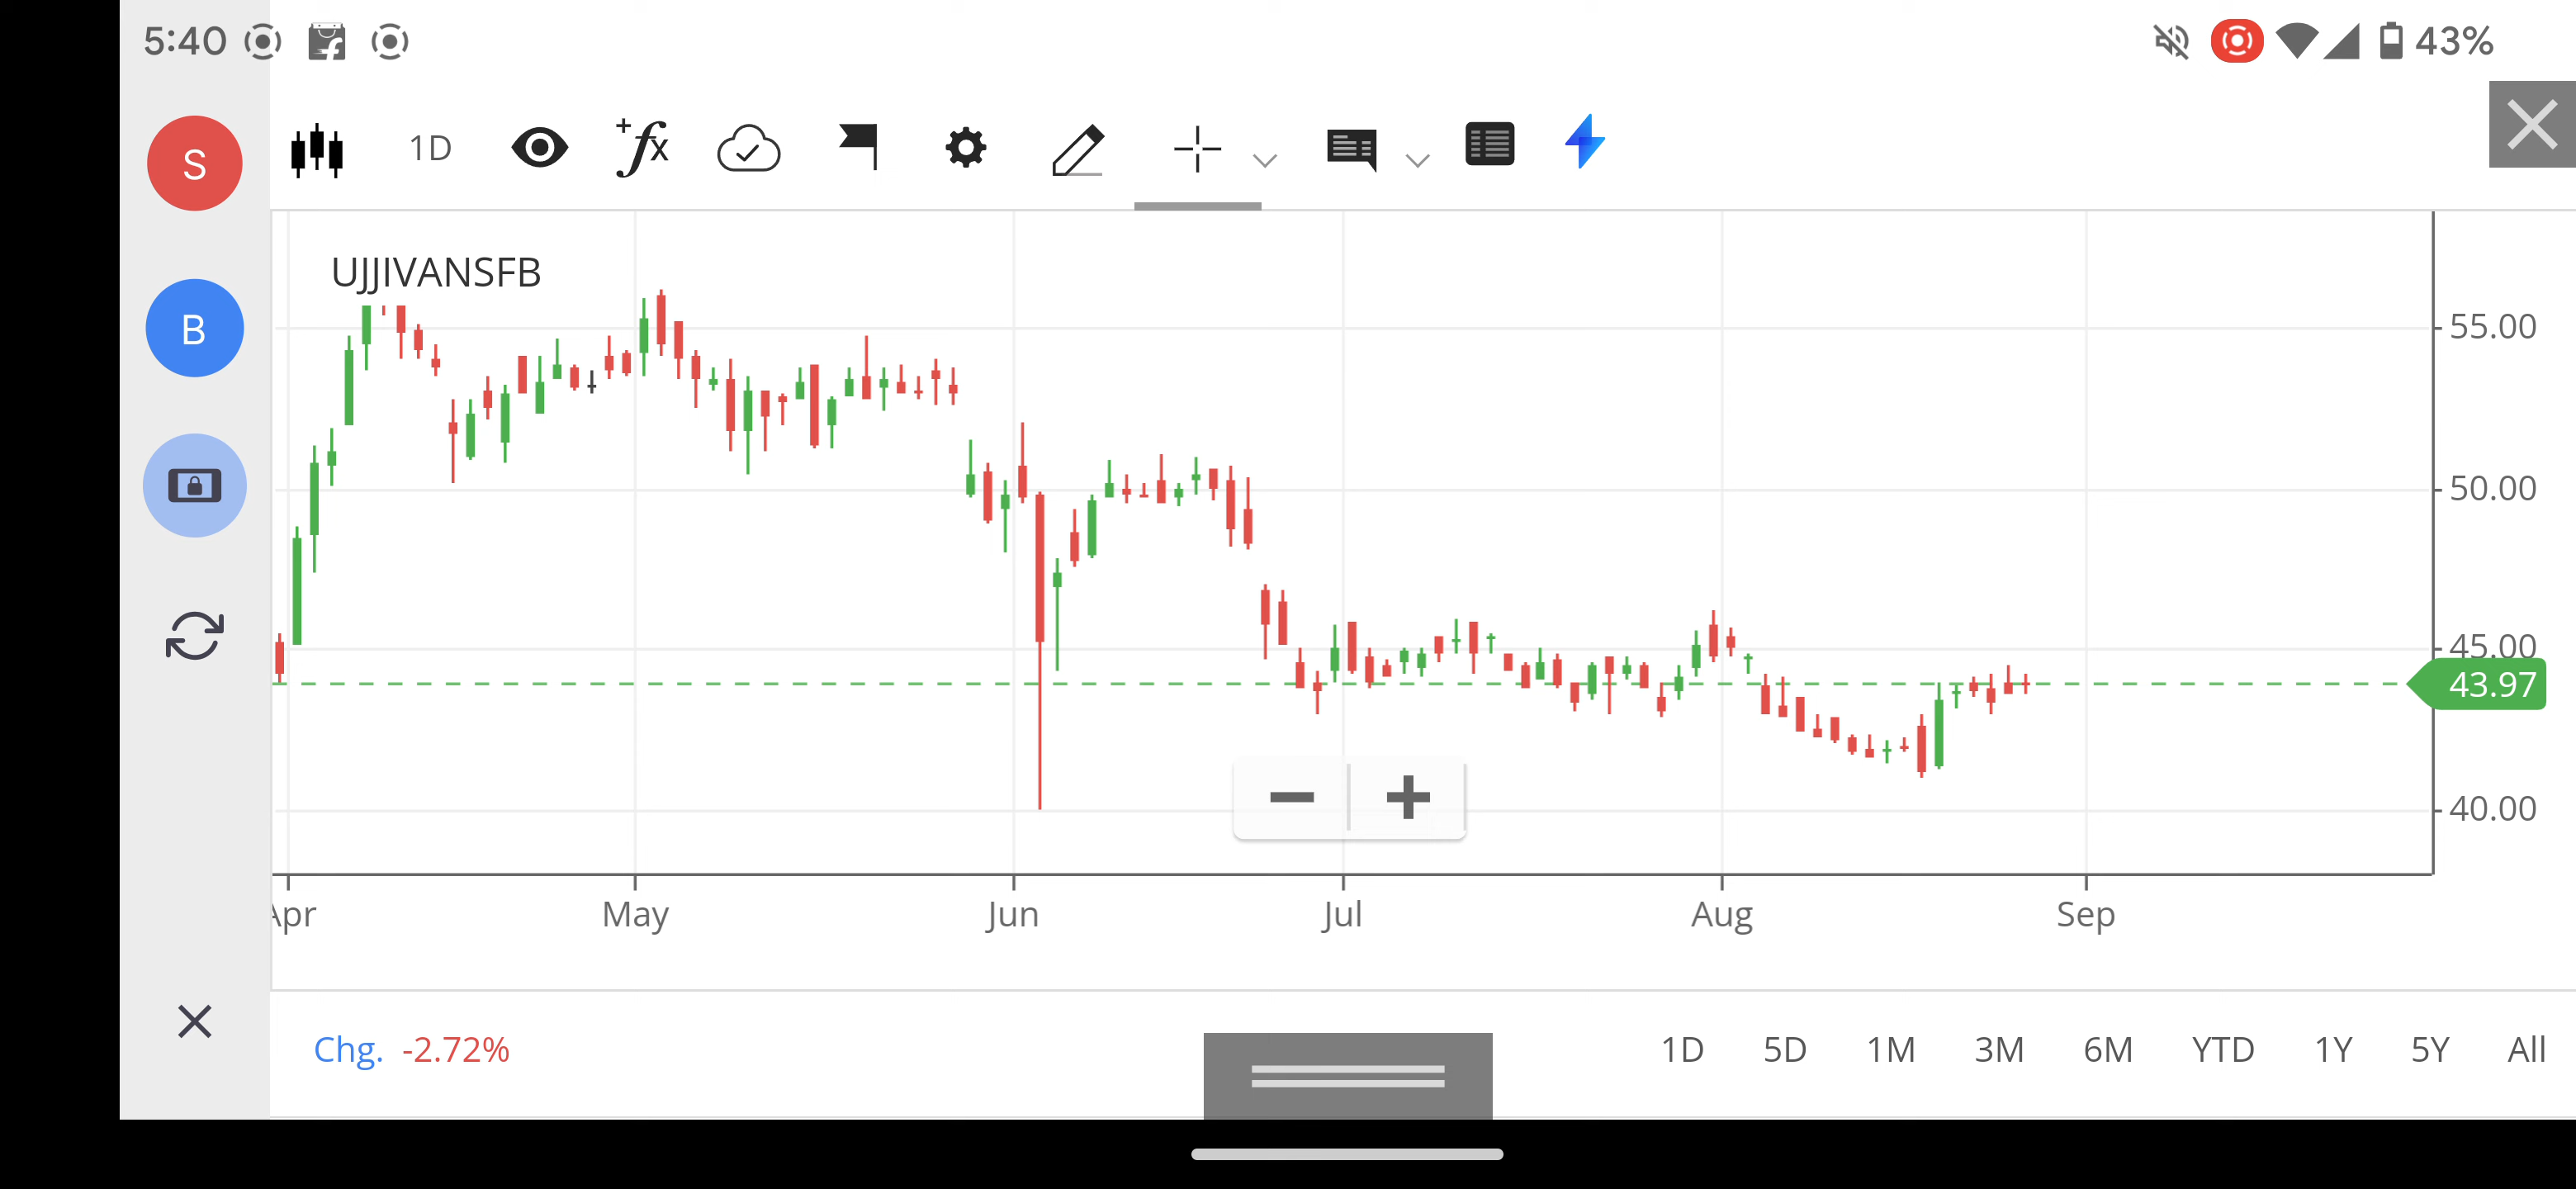 5:40
43%
S
1D
+fx
B
UJJIVANSFB
55.00
50.00
45.00
43.97
40.00
Apr May Jun Jul Aug Sep
Chg. -2.72%
1D 5D 1M 3M 6M YTD 1Y 5Y All